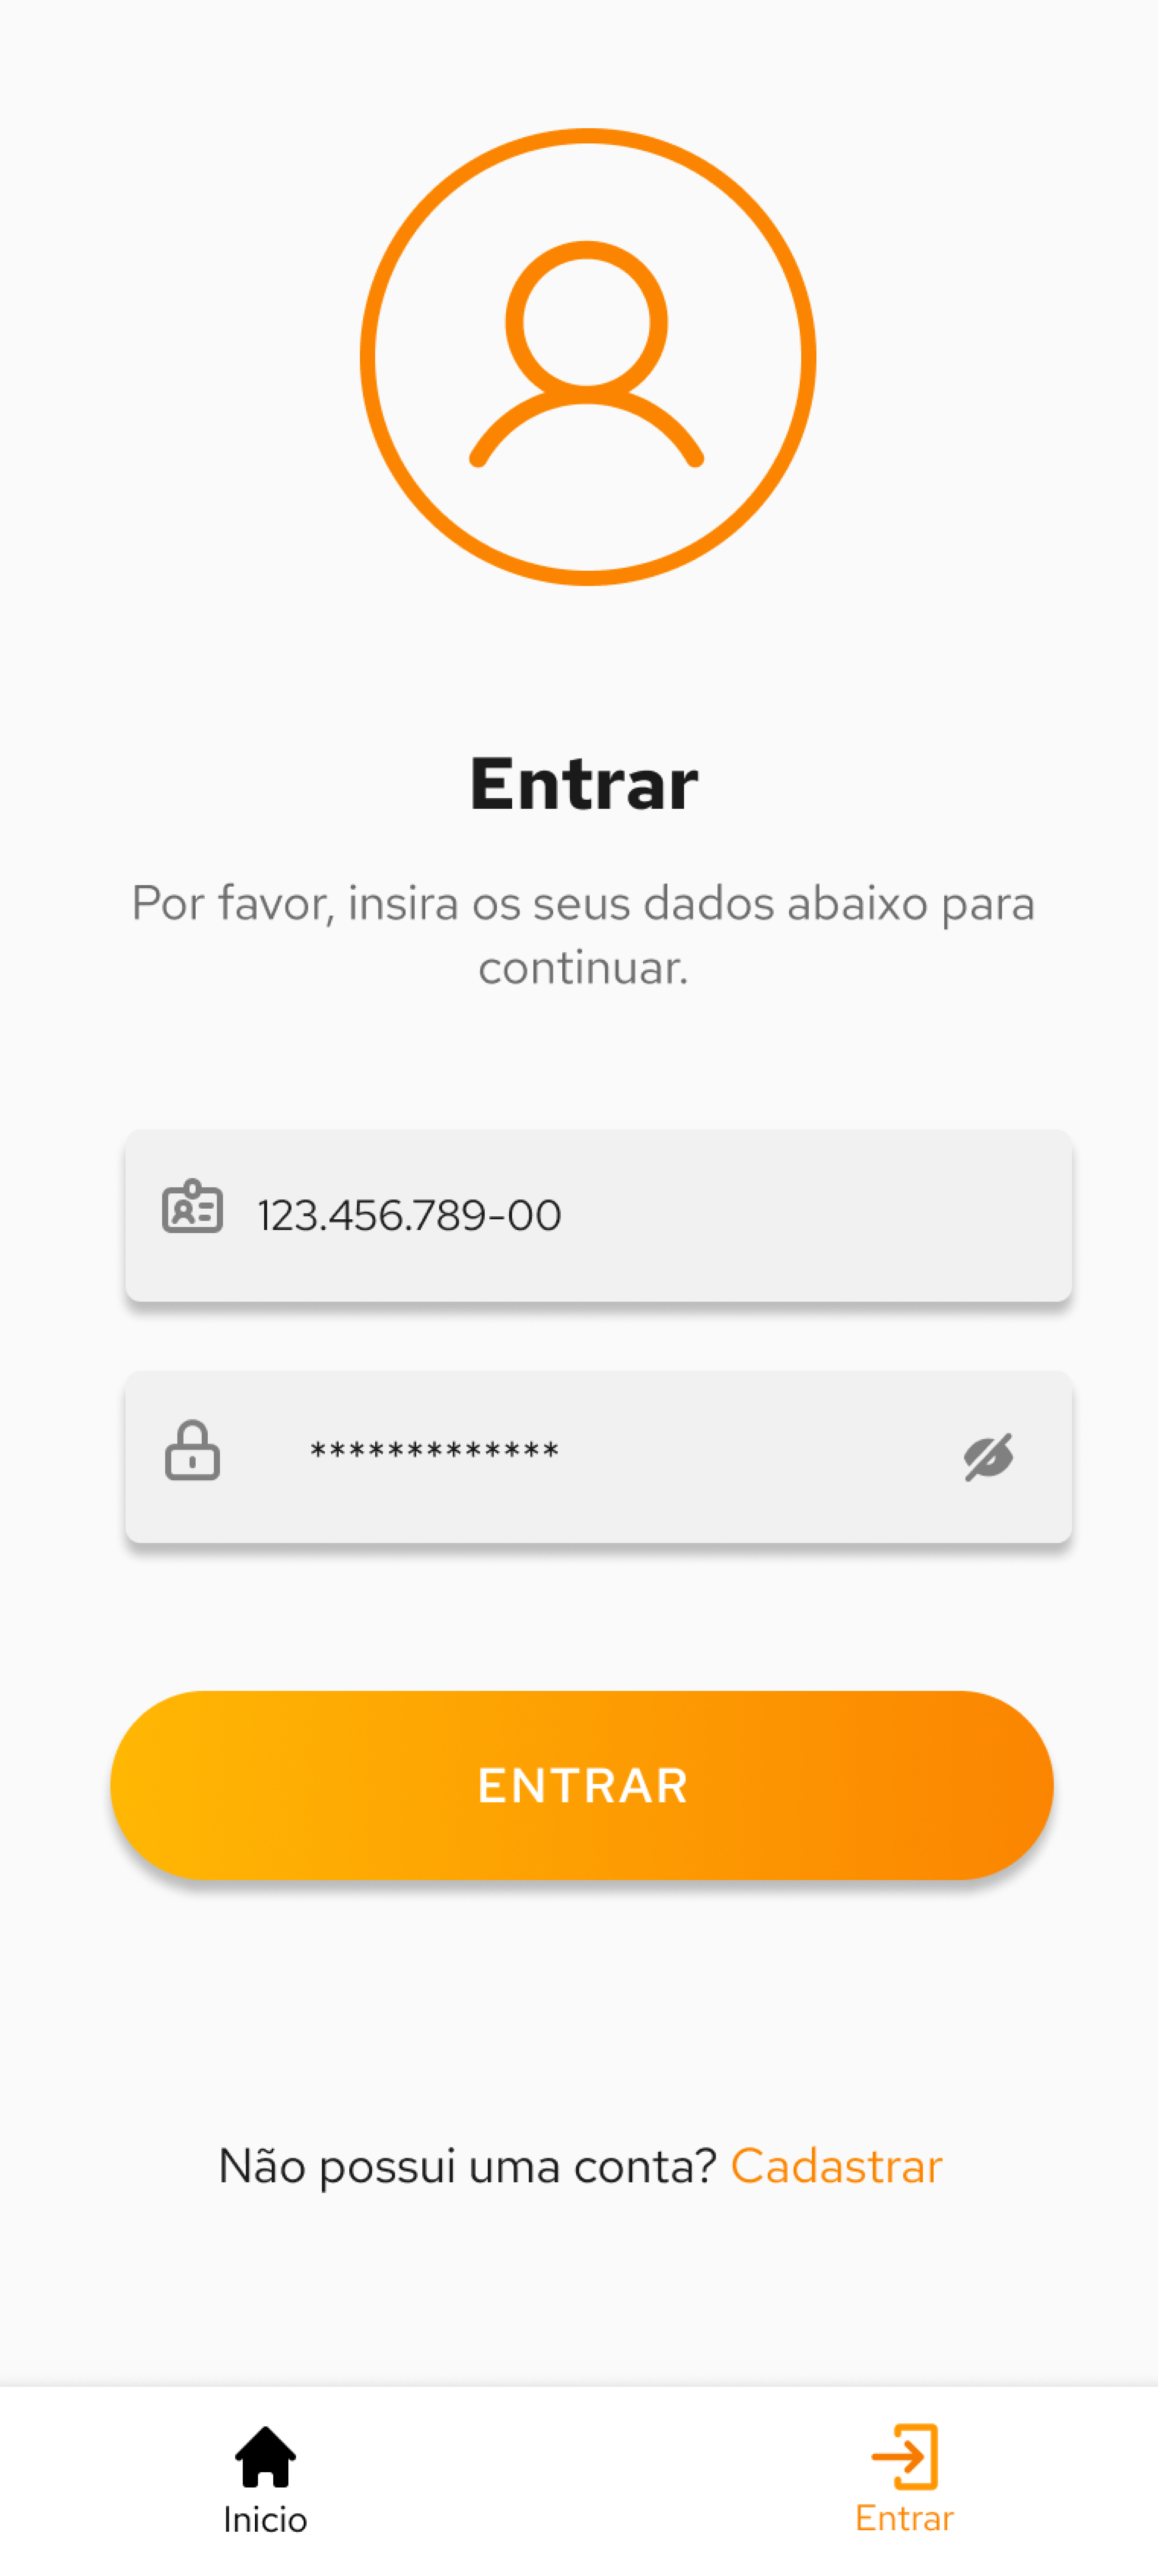 Entrar
Por favor, insira os seus dados abaixo para
continuar.
123.456.789-00
*************
ENTRAR
Não possui uma conta? Cadastrar
Inicio
Entrar